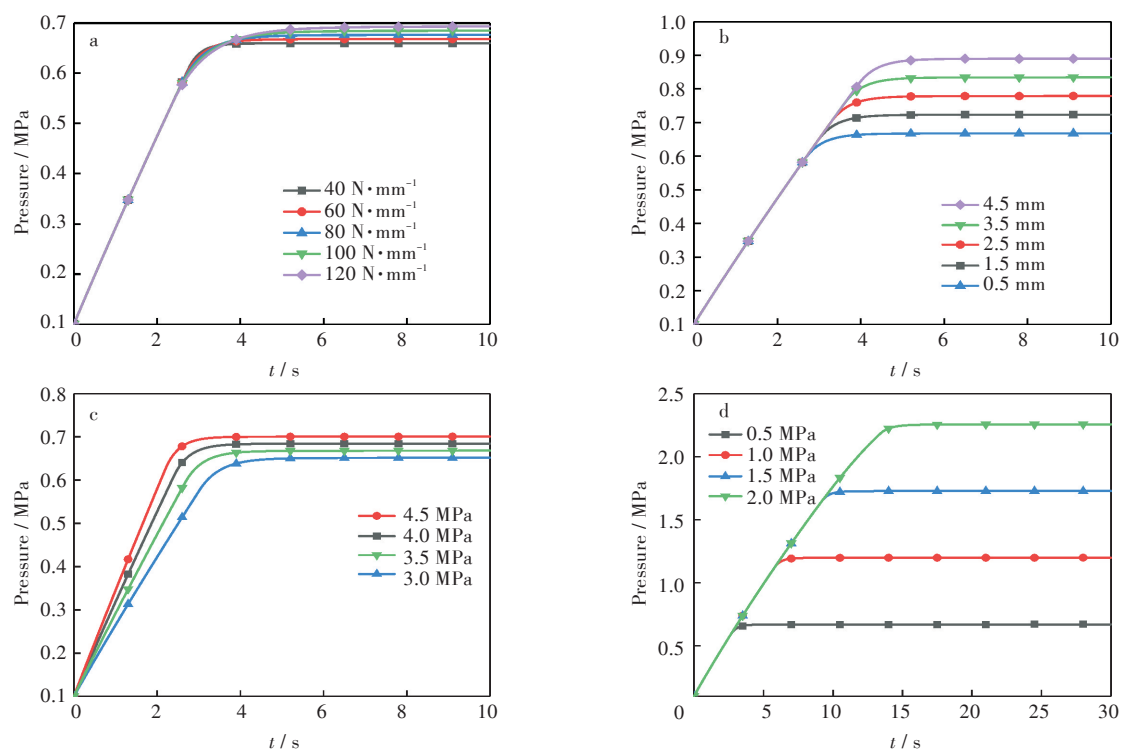 a
Pressure / MPa
0.7
0.6
0.5
0.4
0.3
0.2
0.1
40 N·mm⁻¹
60 N·mm⁻¹
80 N·mm⁻¹
100 N·mm⁻¹
120 N·mm⁻¹
0 2 4 6 8 10
t / s
b
Pressure / MPa
1.0
0.9
0.8
0.7
0.6
0.5
0.4
0.3
0.2
0.1
4.5 mm
3.5 mm
2.5 mm
1.5 mm
0.5 mm
0 2 4 6 8 10
t / s
c
Pressure / MPa
0.8
0.7
0.6
0.5
0.4
0.3
0.2
0.1
4.5 MPa
4.0 MPa
3.5 MPa
3.0 MPa
0 2 4 6 8 10
t / s
d
Pressure / MPa
2.5
2.0
1.5
1.0
0.5
0.5 MPa
1.0 MPa
1.5 MPa
2.0 MPa
0 5 10 15 20 25 30
t / s